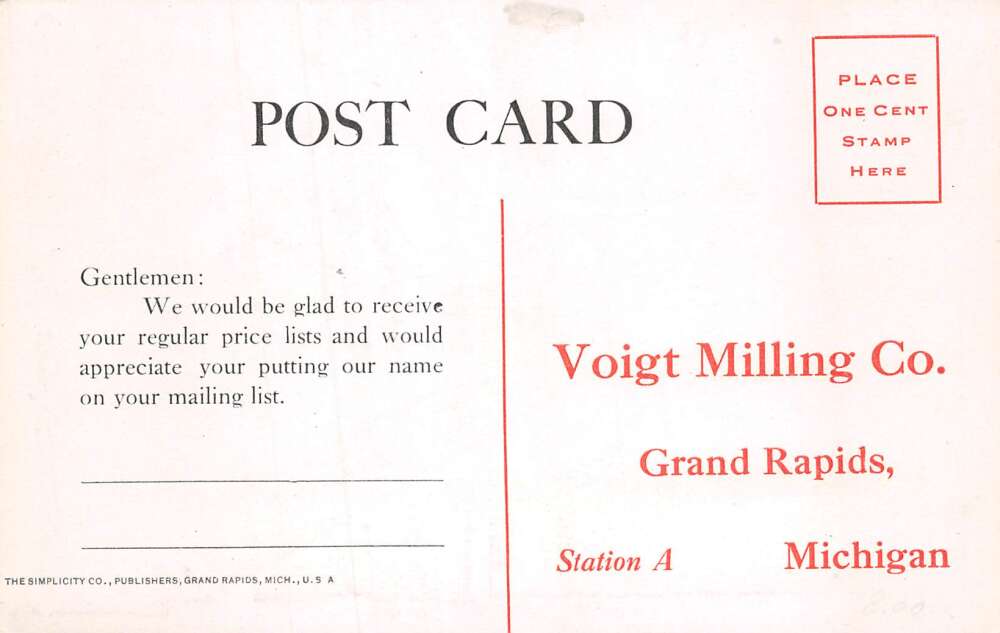 POST CARD
PLACE
ONE CENT
STAMP
HERE
Gentlemen:
We would be glad to receive
your regular price lists and would
appreciate your putting our name
on your mailing list.
THE SIMPLICITY CO., PUBLISHERS, GRAND RAPIDS, MICH., U. S A
Voigt Milling Co.
Grand Rapids,
Station A Michigan